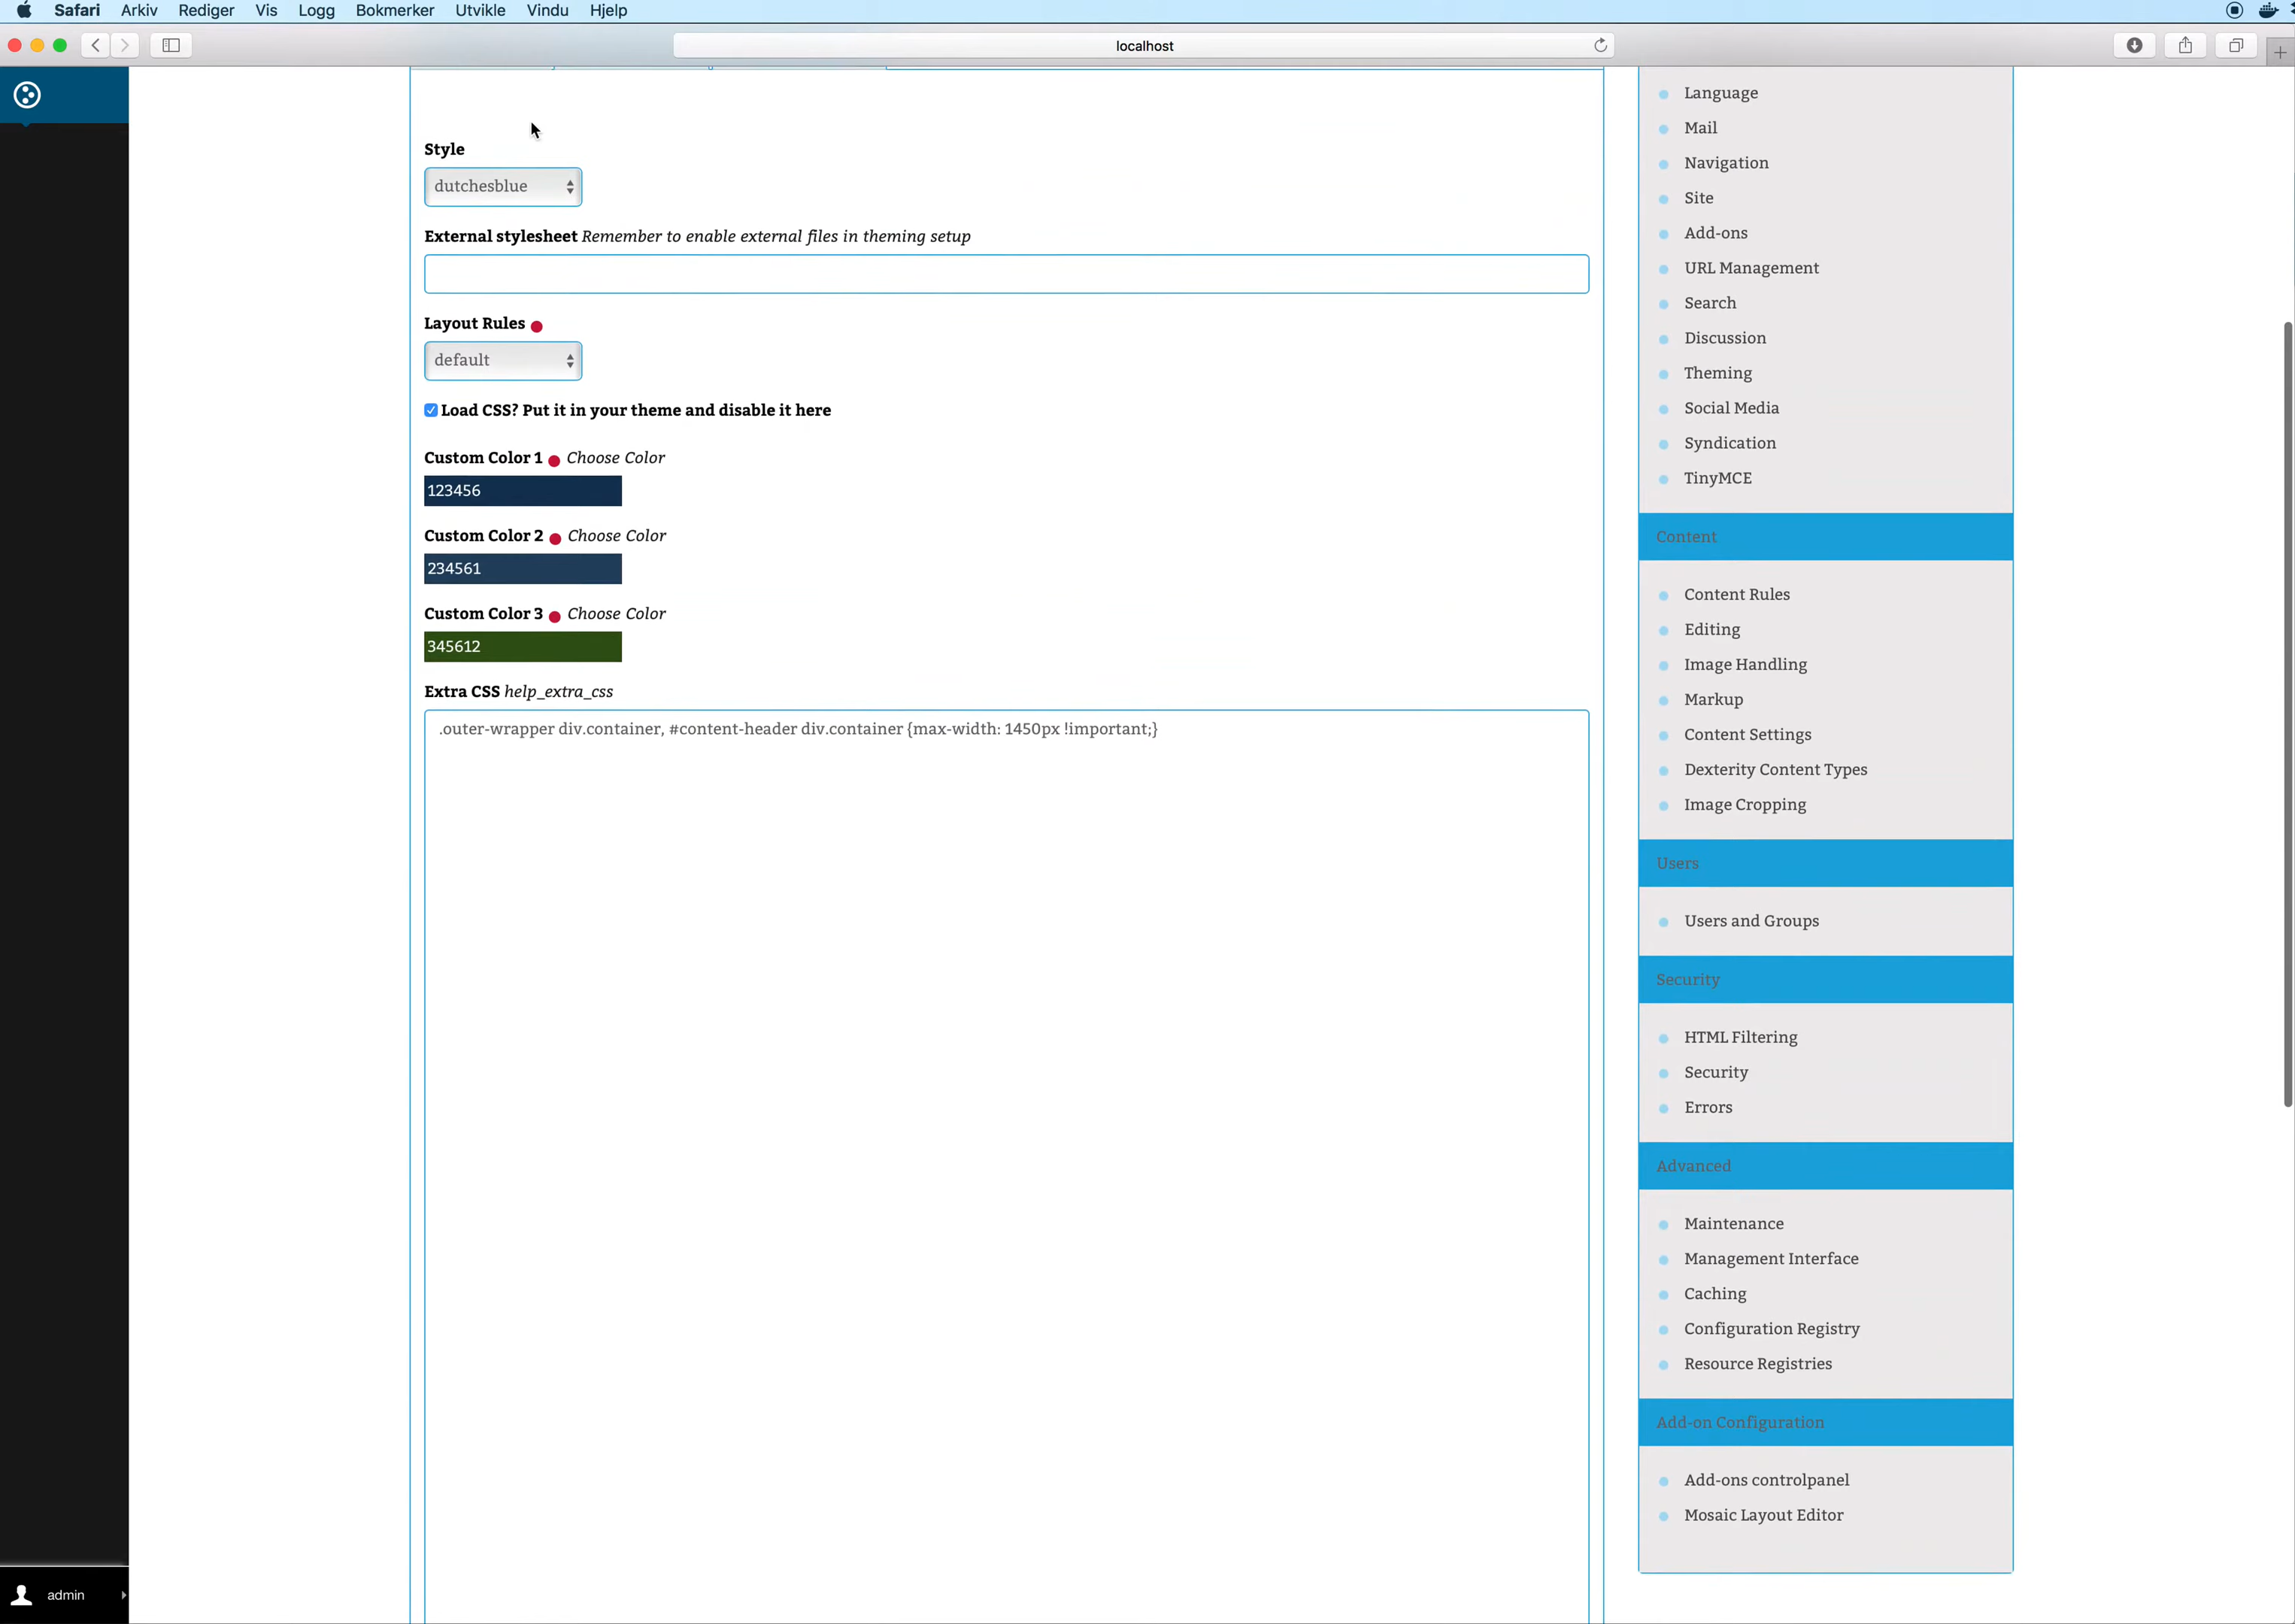 Safari Arkiv Rediger Vis Logg Bokmerker Utvikle Vindu Hjelp
localhost
Style
dutchesblue
External stylesheet Remember to enable external files in theming setup
Layout Rules
default
Load CSS? Put it in your theme and disable it here
Custom Color 1 Choose Color
123456
Custom Color 2 Choose Color
234561
Custom Color 3 Choose Color
345612
Extra CSS help_extra_css
.outer-wrapper div.container, #content-header div.container {max-width: 1450px !important;}
Language
Mail
Navigation
Site
Add-ons
URL Management
Search
Discussion
Theming
Social Media
Syndication
TinyMCE
Content
Content Rules
Editing
Image Handling
Markup
Content Settings
Dexterity Content Types
Image Cropping
Users
Users and Groups
Security
HTML Filtering
Security
Errors
Advanced
Maintenance
Management Interface
Caching
Configuration Registry
Resource Registries
Add-on Configuration
Add-ons controlpanel
Mosaic Layout Editor
admin